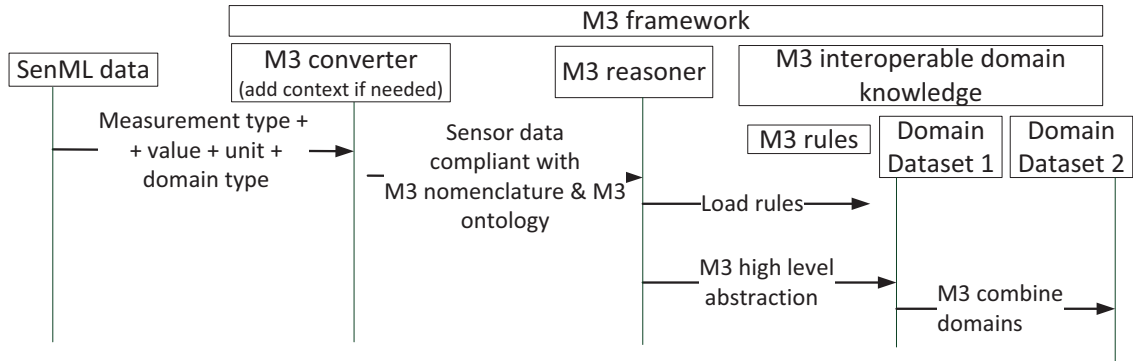 M3 framework
SenML data
M3 converter
(add context if needed)
M3 reasoner
M3 interoperable domain
knowledge
M3 rules
Domain
Dataset 1
Domain
Dataset 2
Measurement type +
+ value + unit +
domain type
Sensor data
compliant with
M3 nomenclature & M3
ontology
Load rules
M3 high level
abstraction
M3 combine
domains